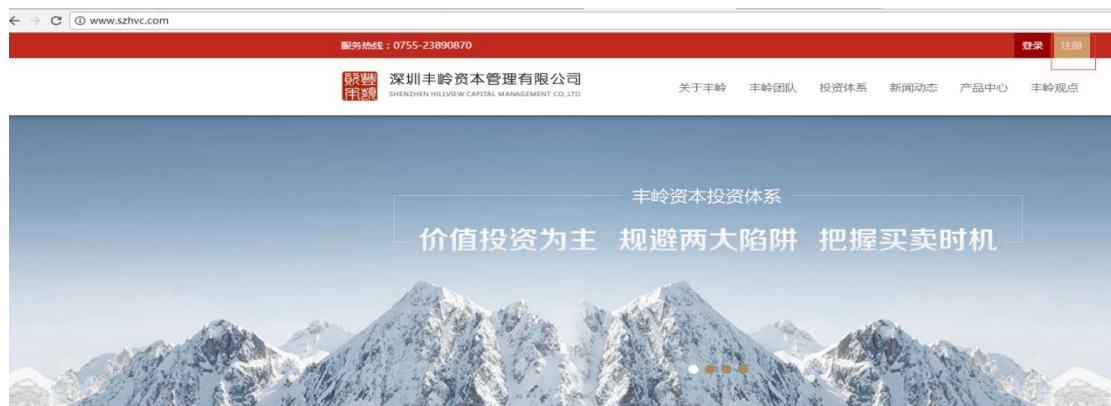 www.szhvc.com
服务热线：0755-23890870
登录 注册
深圳丰岭资本管理有限公司
SHENZHEN HILLVIEW CAPITAL MANAGEMENT CO.,LTD
关于丰岭 丰岭团队 投资体系 新闻动态 产品中心 丰岭观点
丰岭资本投资体系
价值投资为主 规避两大陷阱 把握买卖时机